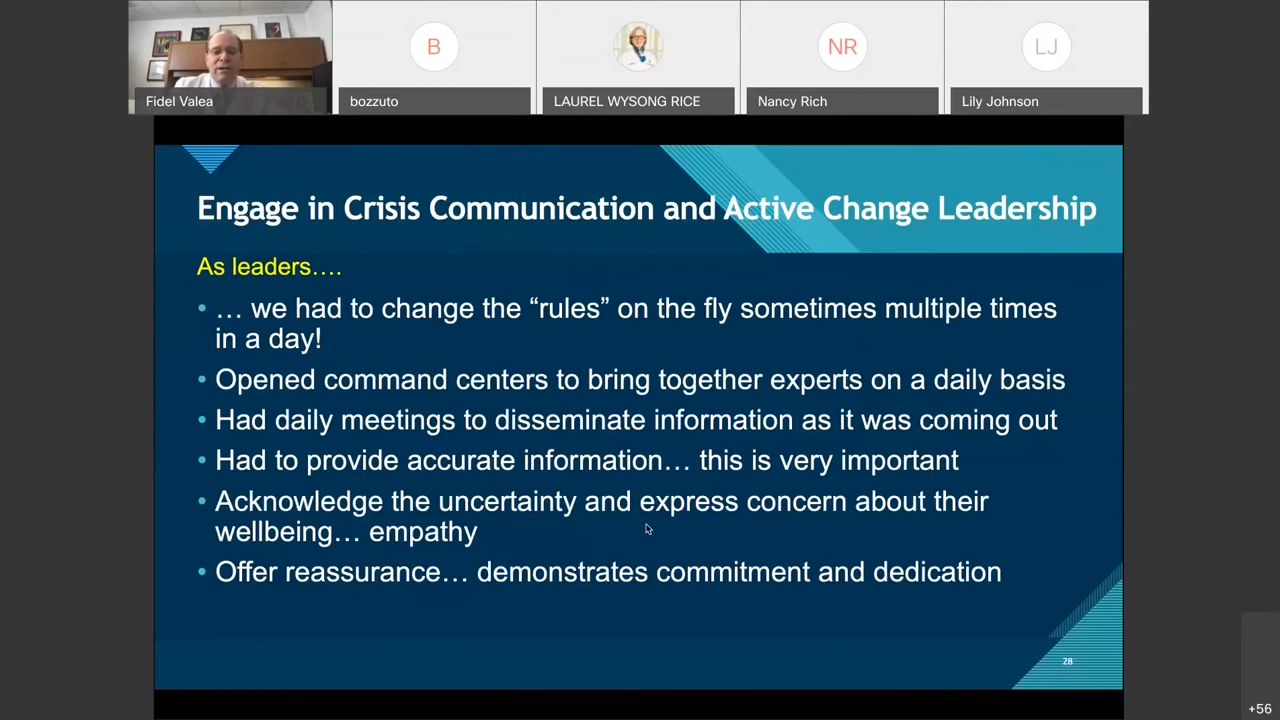 B
NR
LJ
Fidel Valea
bozzuto
LAUREL WYSONG RICE
Nancy Rich
Lily Johnson
Engage in Crisis Communication and Active Change Leadership
As leaders….
• … we had to change the “rules” on the fly sometimes multiple times
in a day!
• Opened command centers to bring together experts on a daily basis
• Had daily meetings to disseminate information as it was coming out
• Had to provide accurate information… this is very important
• Acknowledge the uncertainty and express concern about their
wellbeing… empathy
• Offer reassurance… demonstrates commitment and dedication
28
+56